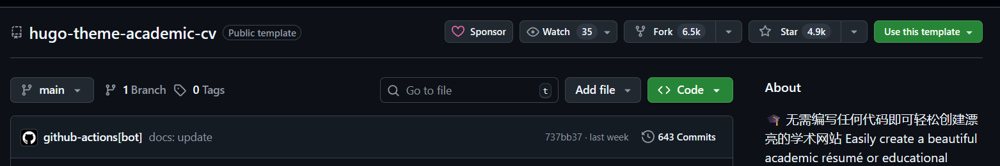 hugo-theme-academic-cv Public template Sponsor Watch 35 Fork 6.5k Star 4.9k Use this template
main 1 Branch 0 Tags Go to file t Add file Code
About
无需编写任何代码即可轻松创建漂
github-actions[bot] docs: update 737bb37 · last week 643 Commits
亮的学术网站 Easily create a beautiful
academic résumé or educational